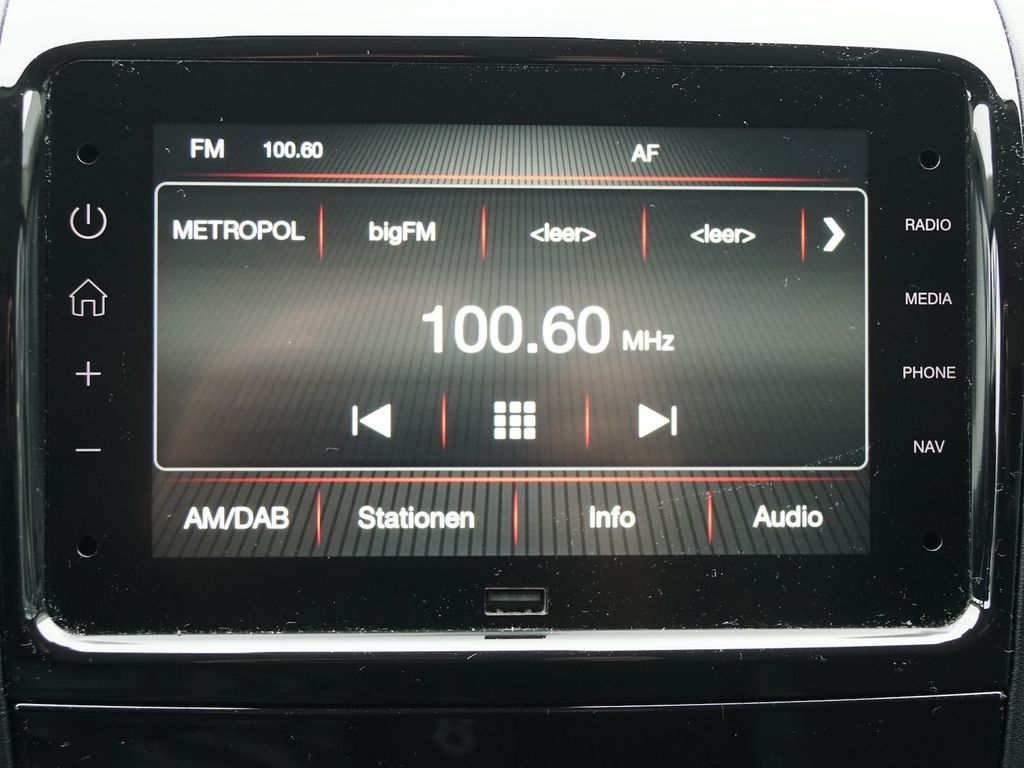 FM 100.60 AF
METROPOL bigFM <leer> <leer>
RADIO
MEDIA
100.60 MHz
PHONE
NAV
AM/DAB Stationen Info Audio